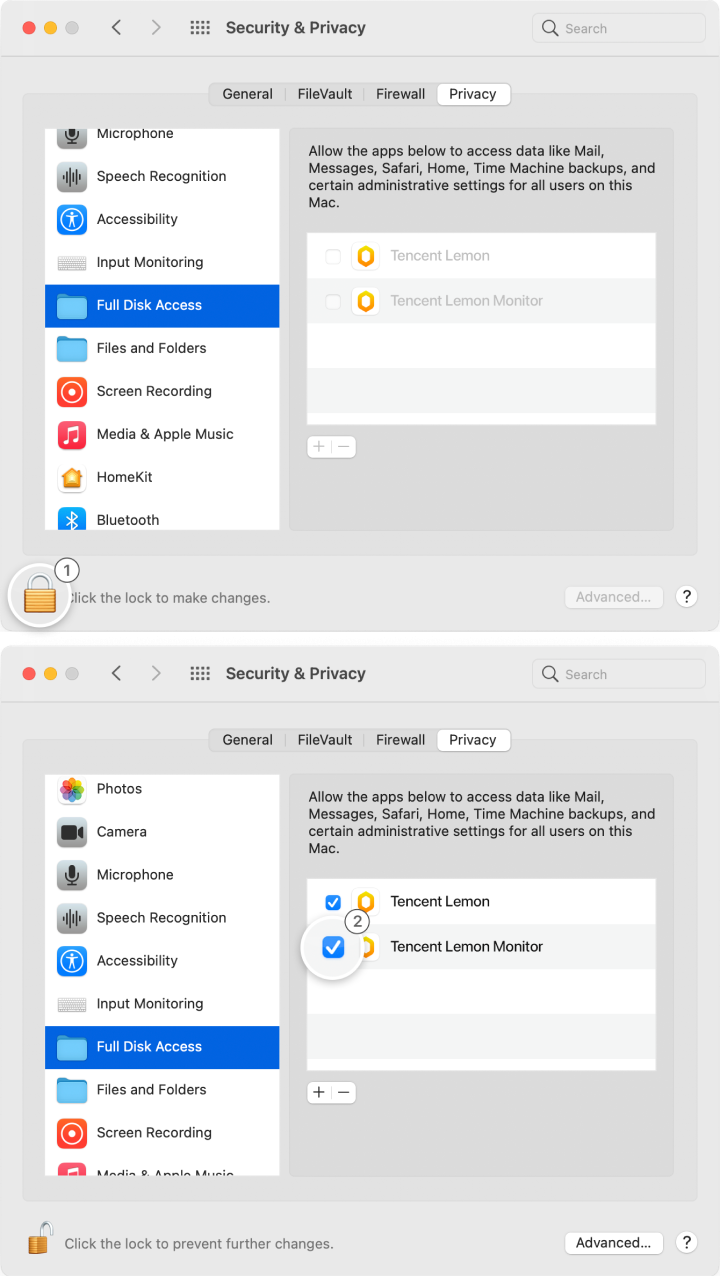 Security & Privacy
Search
General
FileVault
Firewall
Privacy
Microphone
Speech Recognition
Accessibility
Input Monitoring
Full Disk Access
Files and Folders
Screen Recording
Media & Apple Music
HomeKit
Bluetooth
Allow the apps below to access data like Mail,
Messages, Safari, Home, Time Machine backups, and
certain administrative settings for all users on this
Mac.
Tencent Lemon
Tencent Lemon Monitor
1
Click the lock to make changes.
Advanced...
?
Security & Privacy
Search
General
FileVault
Firewall
Privacy
Photos
Camera
Microphone
Speech Recognition
Accessibility
Input Monitoring
Full Disk Access
Files and Folders
Screen Recording
Media & Apple Music
Allow the apps below to access data like Mail,
Messages, Safari, Home, Time Machine backups, and
certain administrative settings for all users on this
Mac.
Tencent Lemon
2
Tencent Lemon Monitor
Click the lock to prevent further changes.
Advanced...
?